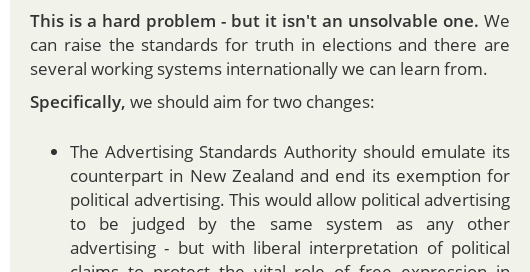 This is a hard problem - but it isn't an unsolvable one. We
can raise the standards for truth in elections and there are
several working systems internationally we can learn from.
Specifically, we should aim for two changes:
• The Advertising Standards Authority should emulate its
counterpart in New Zealand and end its exemption for
political advertising. This would allow political advertising
to be judged by the same system as any other
advertising - but with liberal interpretation of political
claims to protect the vital role of free expression in